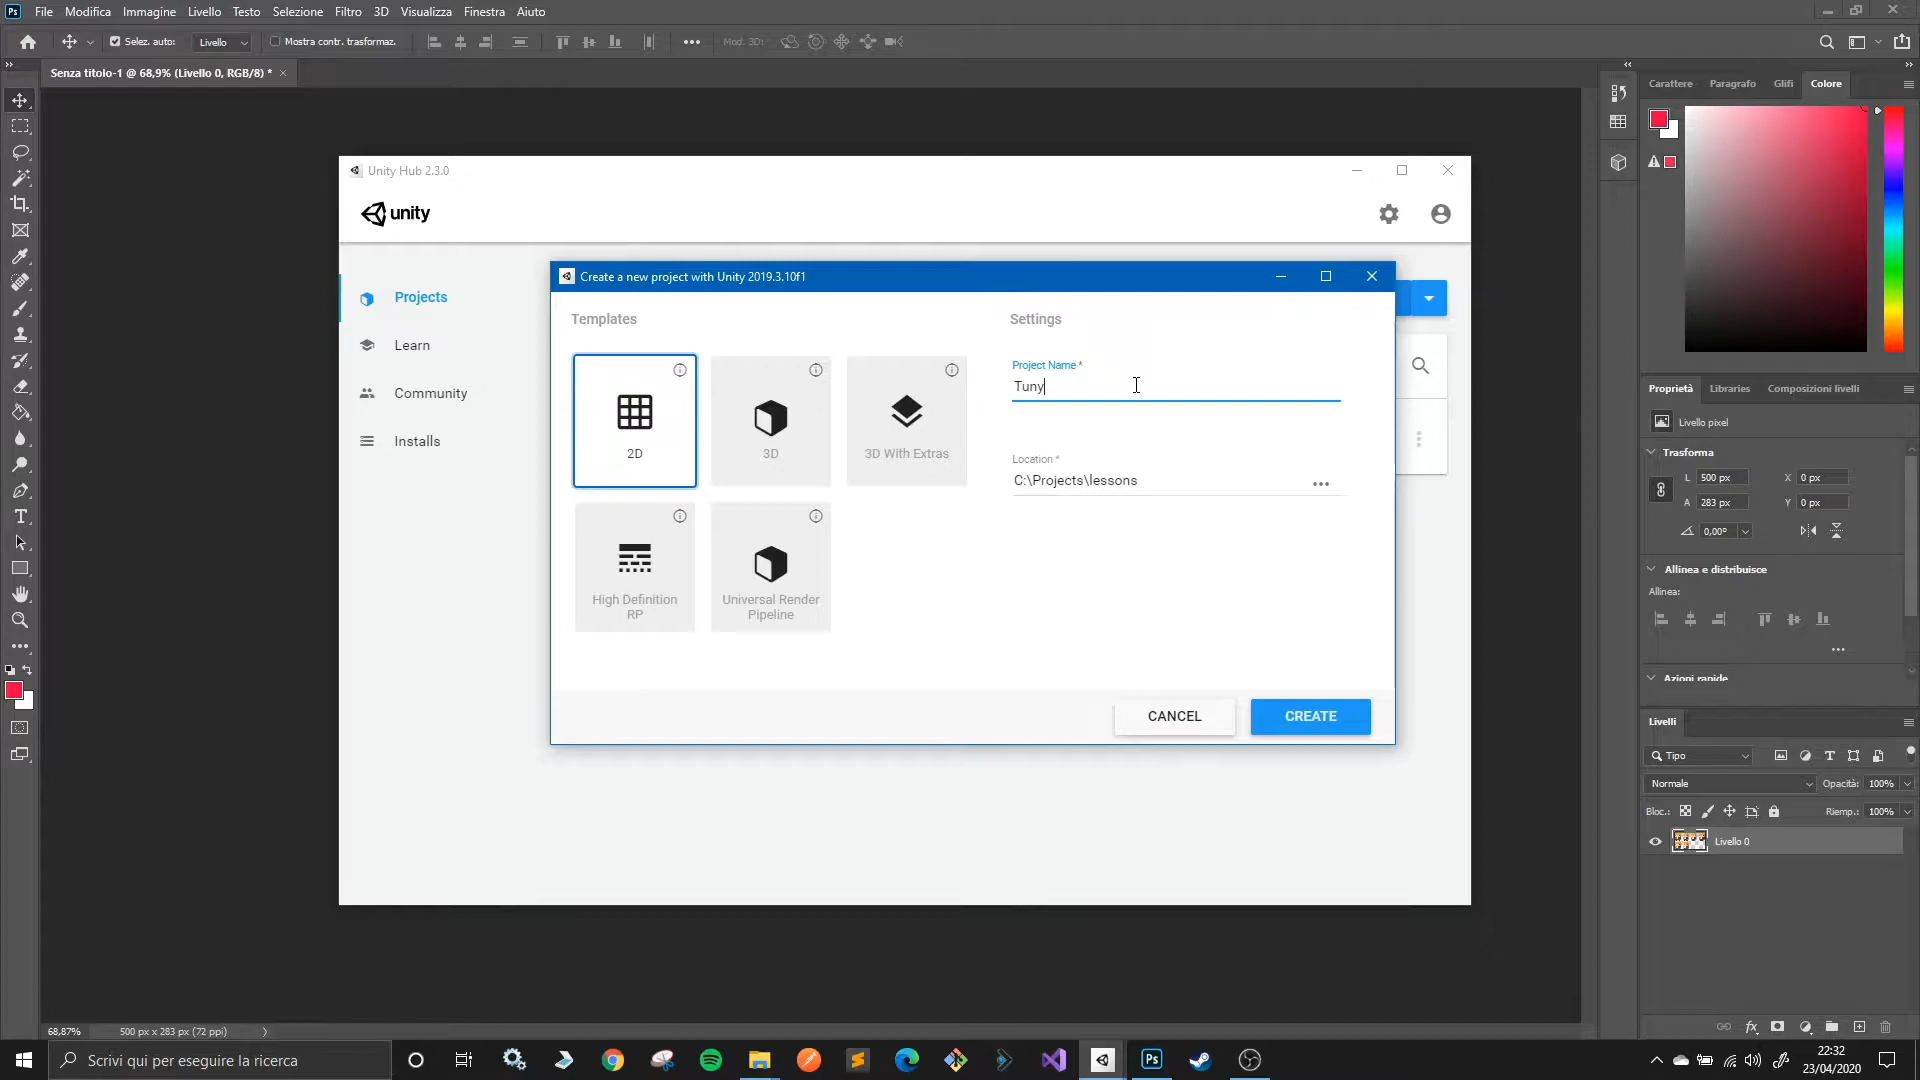 File Modifica Immagine Livello Testo Selezione Filtro 3D Visualizza Finestra Aiuto
Selez. auto: Livello Mostra contr. trasformaz. Mod. 3D:
Senza titolo-1 @ 68,9% (Livello 0, RGB/8) *
Carattere Paragrafo Glifi Colore
Unity Hub 2.3.0
unity
Projects
Learn
Community
Installs
Create a new project with Unity 2019.3.10f1
Templates
2D
3D
3D With Extras
High Definition
RP
Universal Render
Pipeline
Settings
Project Name *
Tuny
Location *
C:\Projects\lessons
CANCEL
CREATE
Proprietà Libraries Composizioni livelli
Livello pixel
Trasforma
L 500 px X 0 px
A 283 px Y 0 px
0,00°
Allinea e distribuisce
Allinea:
Azioni rapide
Livelli
Tipo
Normale Opacità: 100%
Bloc.: Riemp.: 100%
Livello 0
68,87% 500 px x 283 px (72 ppi)
Scrivi qui per eseguire la ricerca
22:32
23/04/2020